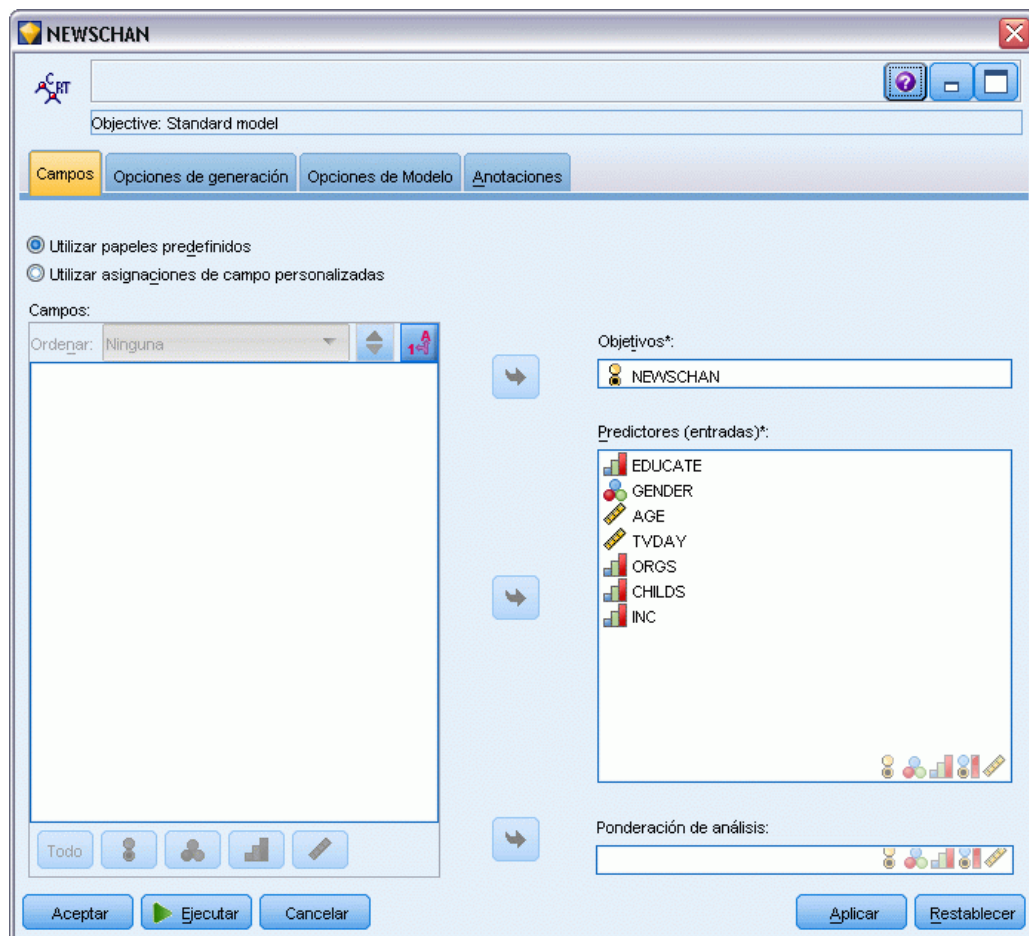 NEWSCHAN
C RT
Objective: Standard model
Campos
Opciones de generación
Opciones de Modelo
Anotaciones
Utilizar papeles predefinidos
Utilizar asignaciones de campo personalizadas
Campos:
Ordenar: Ninguna
Objetivos*:
NEWSCHAN
Predictores (entradas)*:
EDUCATE
GENDER
AGE
TVDAY
ORGS
CHILDS
INC
Todo
Ponderación de análisis:
Aceptar
Ejecutar
Cancelar
Aplicar
Restablecer